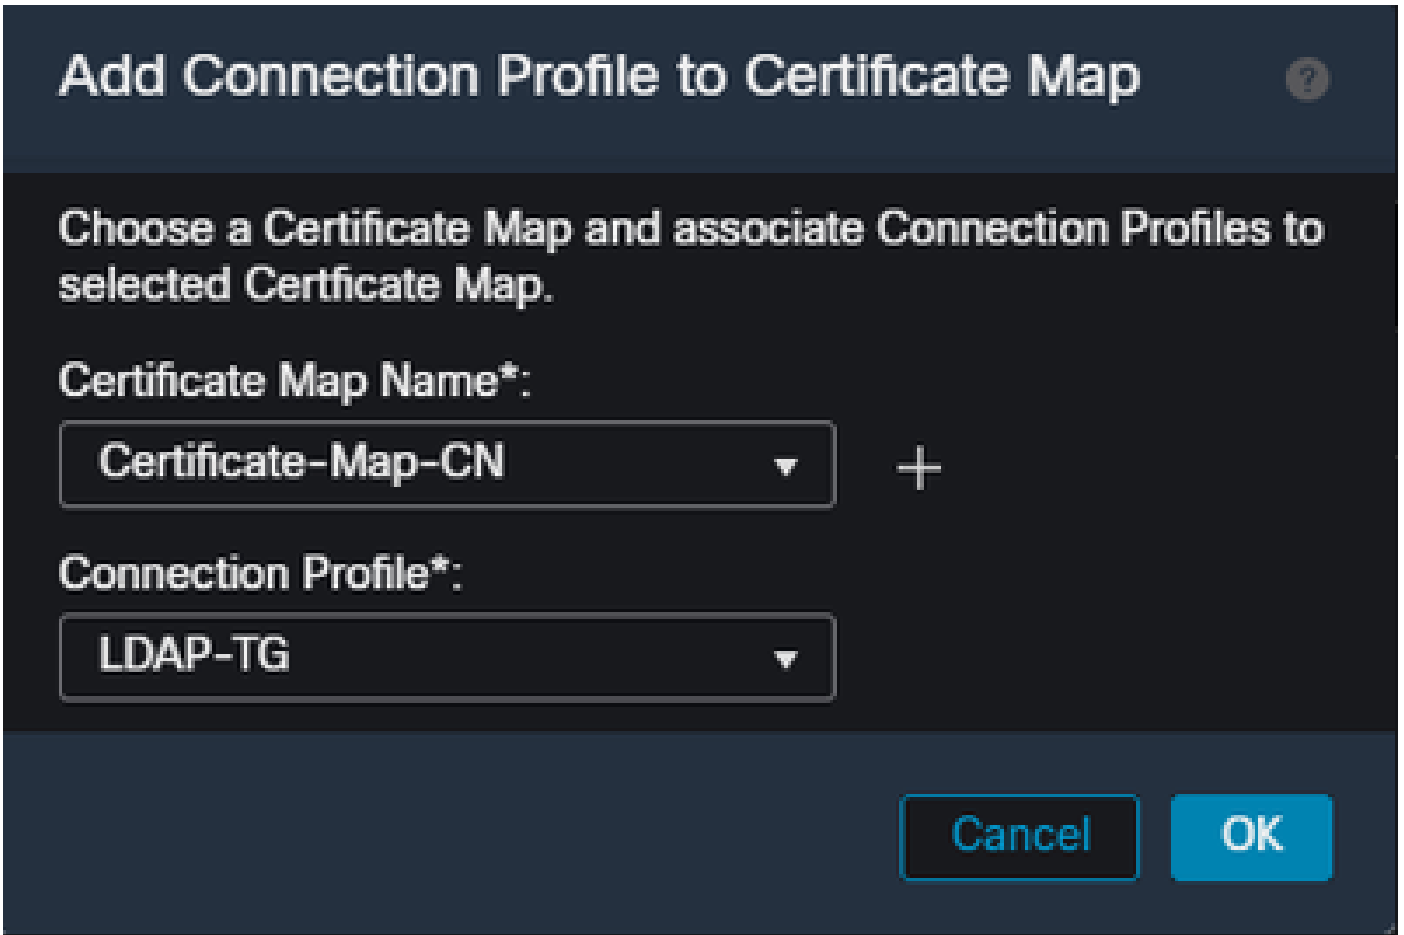 Add Connection Profile to Certificate Map
?
Choose a Certificate Map and associate Connection Profiles to
selected Certficate Map.
Certificate Map Name*:
Certificate-Map-CN
Connection Profile*:
LDAP-TG
Cancel OK